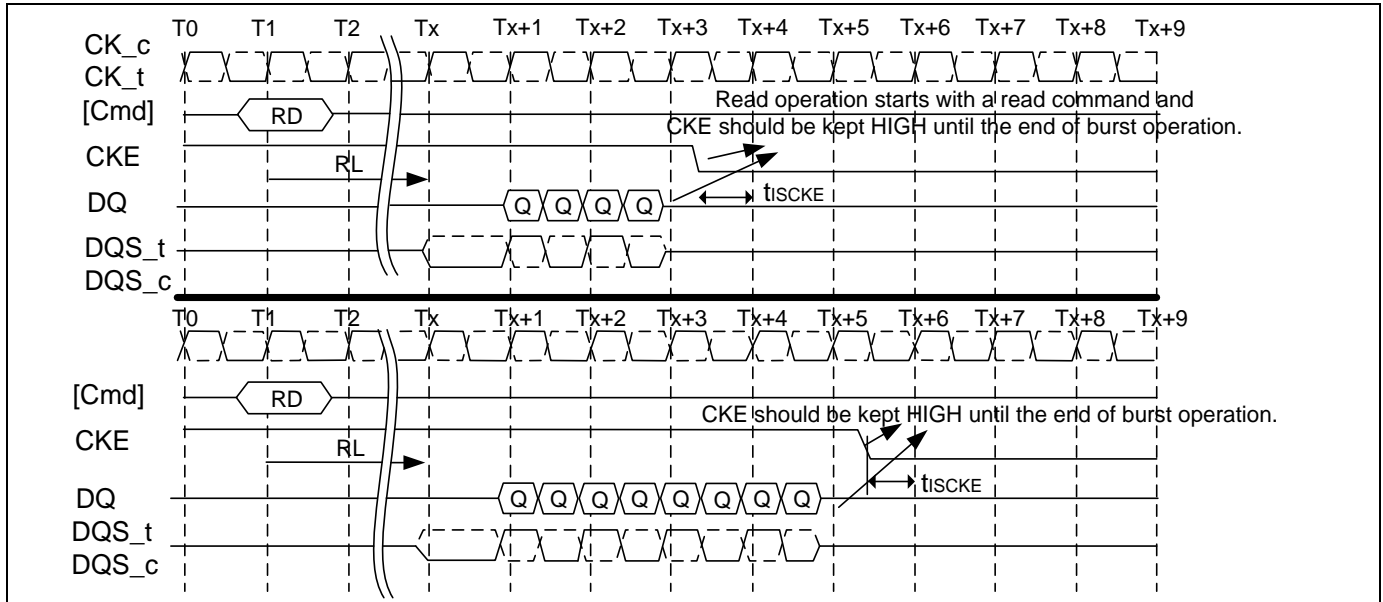 T0 T1 T2 Tx Tx+1 Tx+2 Tx+3 Tx+4 Tx+5 Tx+6 Tx+7 Tx+8 Tx+9
CK_c
CK_t
[Cmd] RD
Read operation starts with a read command and
CKE should be kept HIGH until the end of burst operation.
CKE
RL
tISCKE
DQ Q Q Q Q
DQS_t
DQS_c
T0 T1 T2 Tx Tx+1 Tx+2 Tx+3 Tx+4 Tx+5 Tx+6 Tx+7 Tx+8 Tx+9
[Cmd] RD
CKE should be kept HIGH until the end of burst operation.
CKE
RL
tISCKE
DQ Q Q Q Q Q Q Q Q
DQS_t
DQS_c